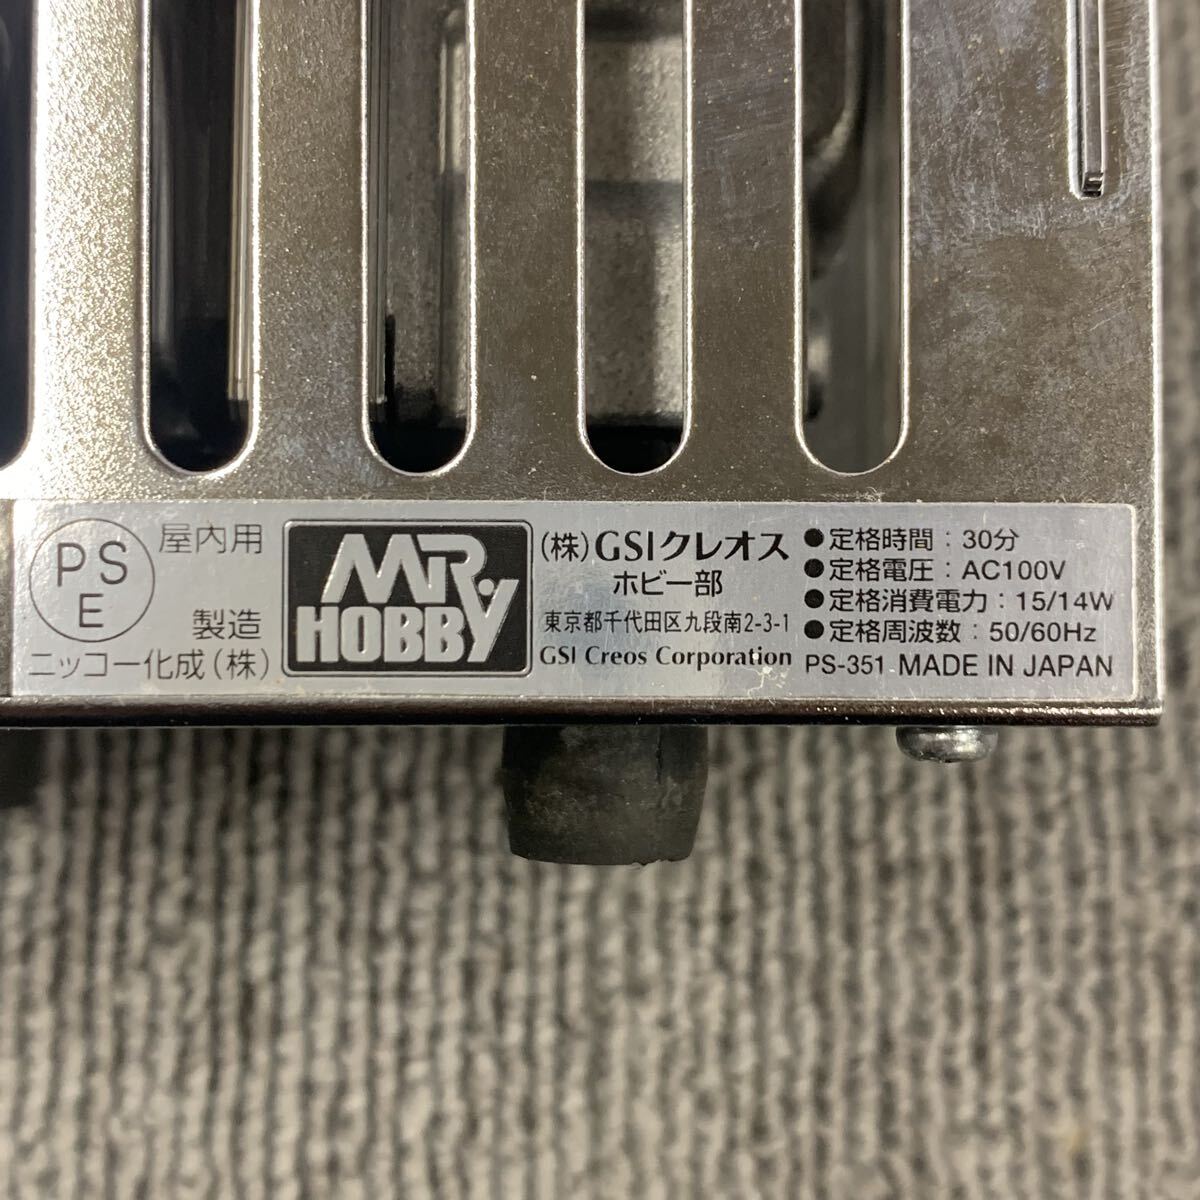 PS
E
屋内用
製造
ニッコー化成(株)
MR.
HOBBY
(株)GSIクレオス
ホビー部
東京都千代田区九段南2-3-1
GSI Creos Corporation
●定格時間：30分
●定格電圧：AC100V
●定格消費電力：15/14W
●定格周波数：50/60Hz
PS-351 MADE IN JAPAN